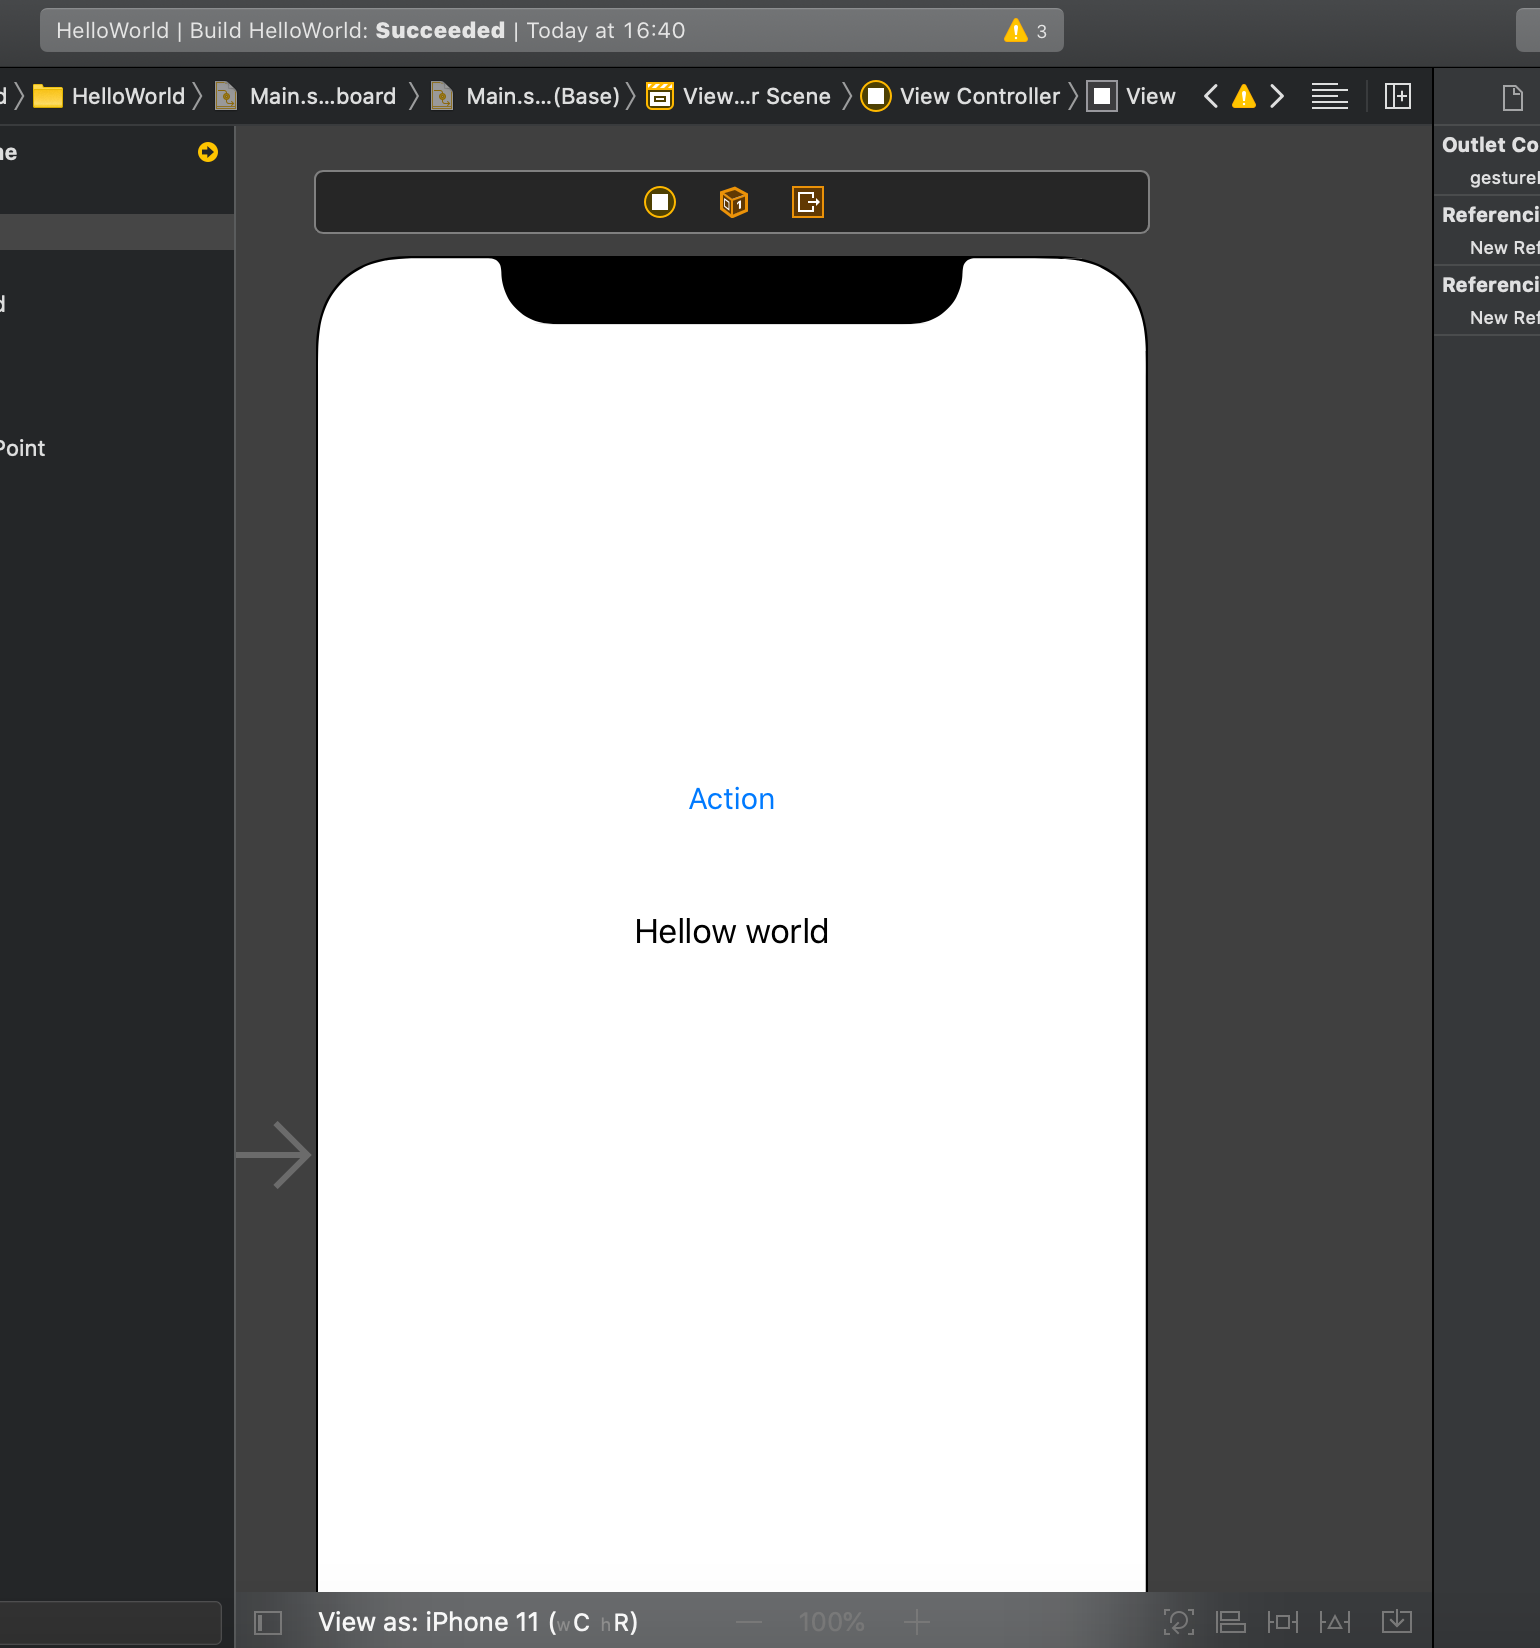 HelloWorld | Build HelloWorld: Succeeded | Today at 16:40 3
HelloWorld Main.s...board Main.s...(Base) View...r Scene View Controller View
Outlet Co
gesture
Referenci
New Ref
Referenci
New Ref
Point
Action
Hellow world
View as: iPhone 11 (wC hR) 100%